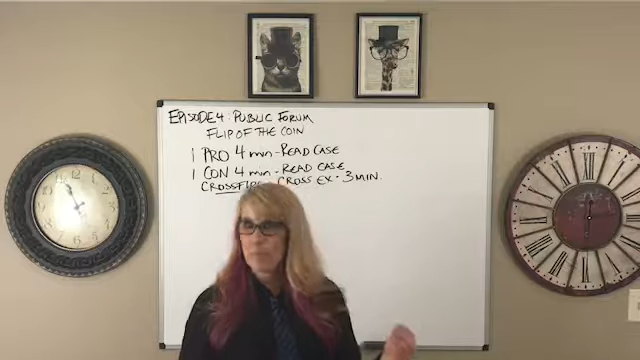 EPISODE 4: PUBLIC FORUM
FLIP OF THE COIN
1 PRO 4 min - READ CASE
1 CON 4 min - READ CASE
CROSSFIRE - CROSS EX - 3 MIN.